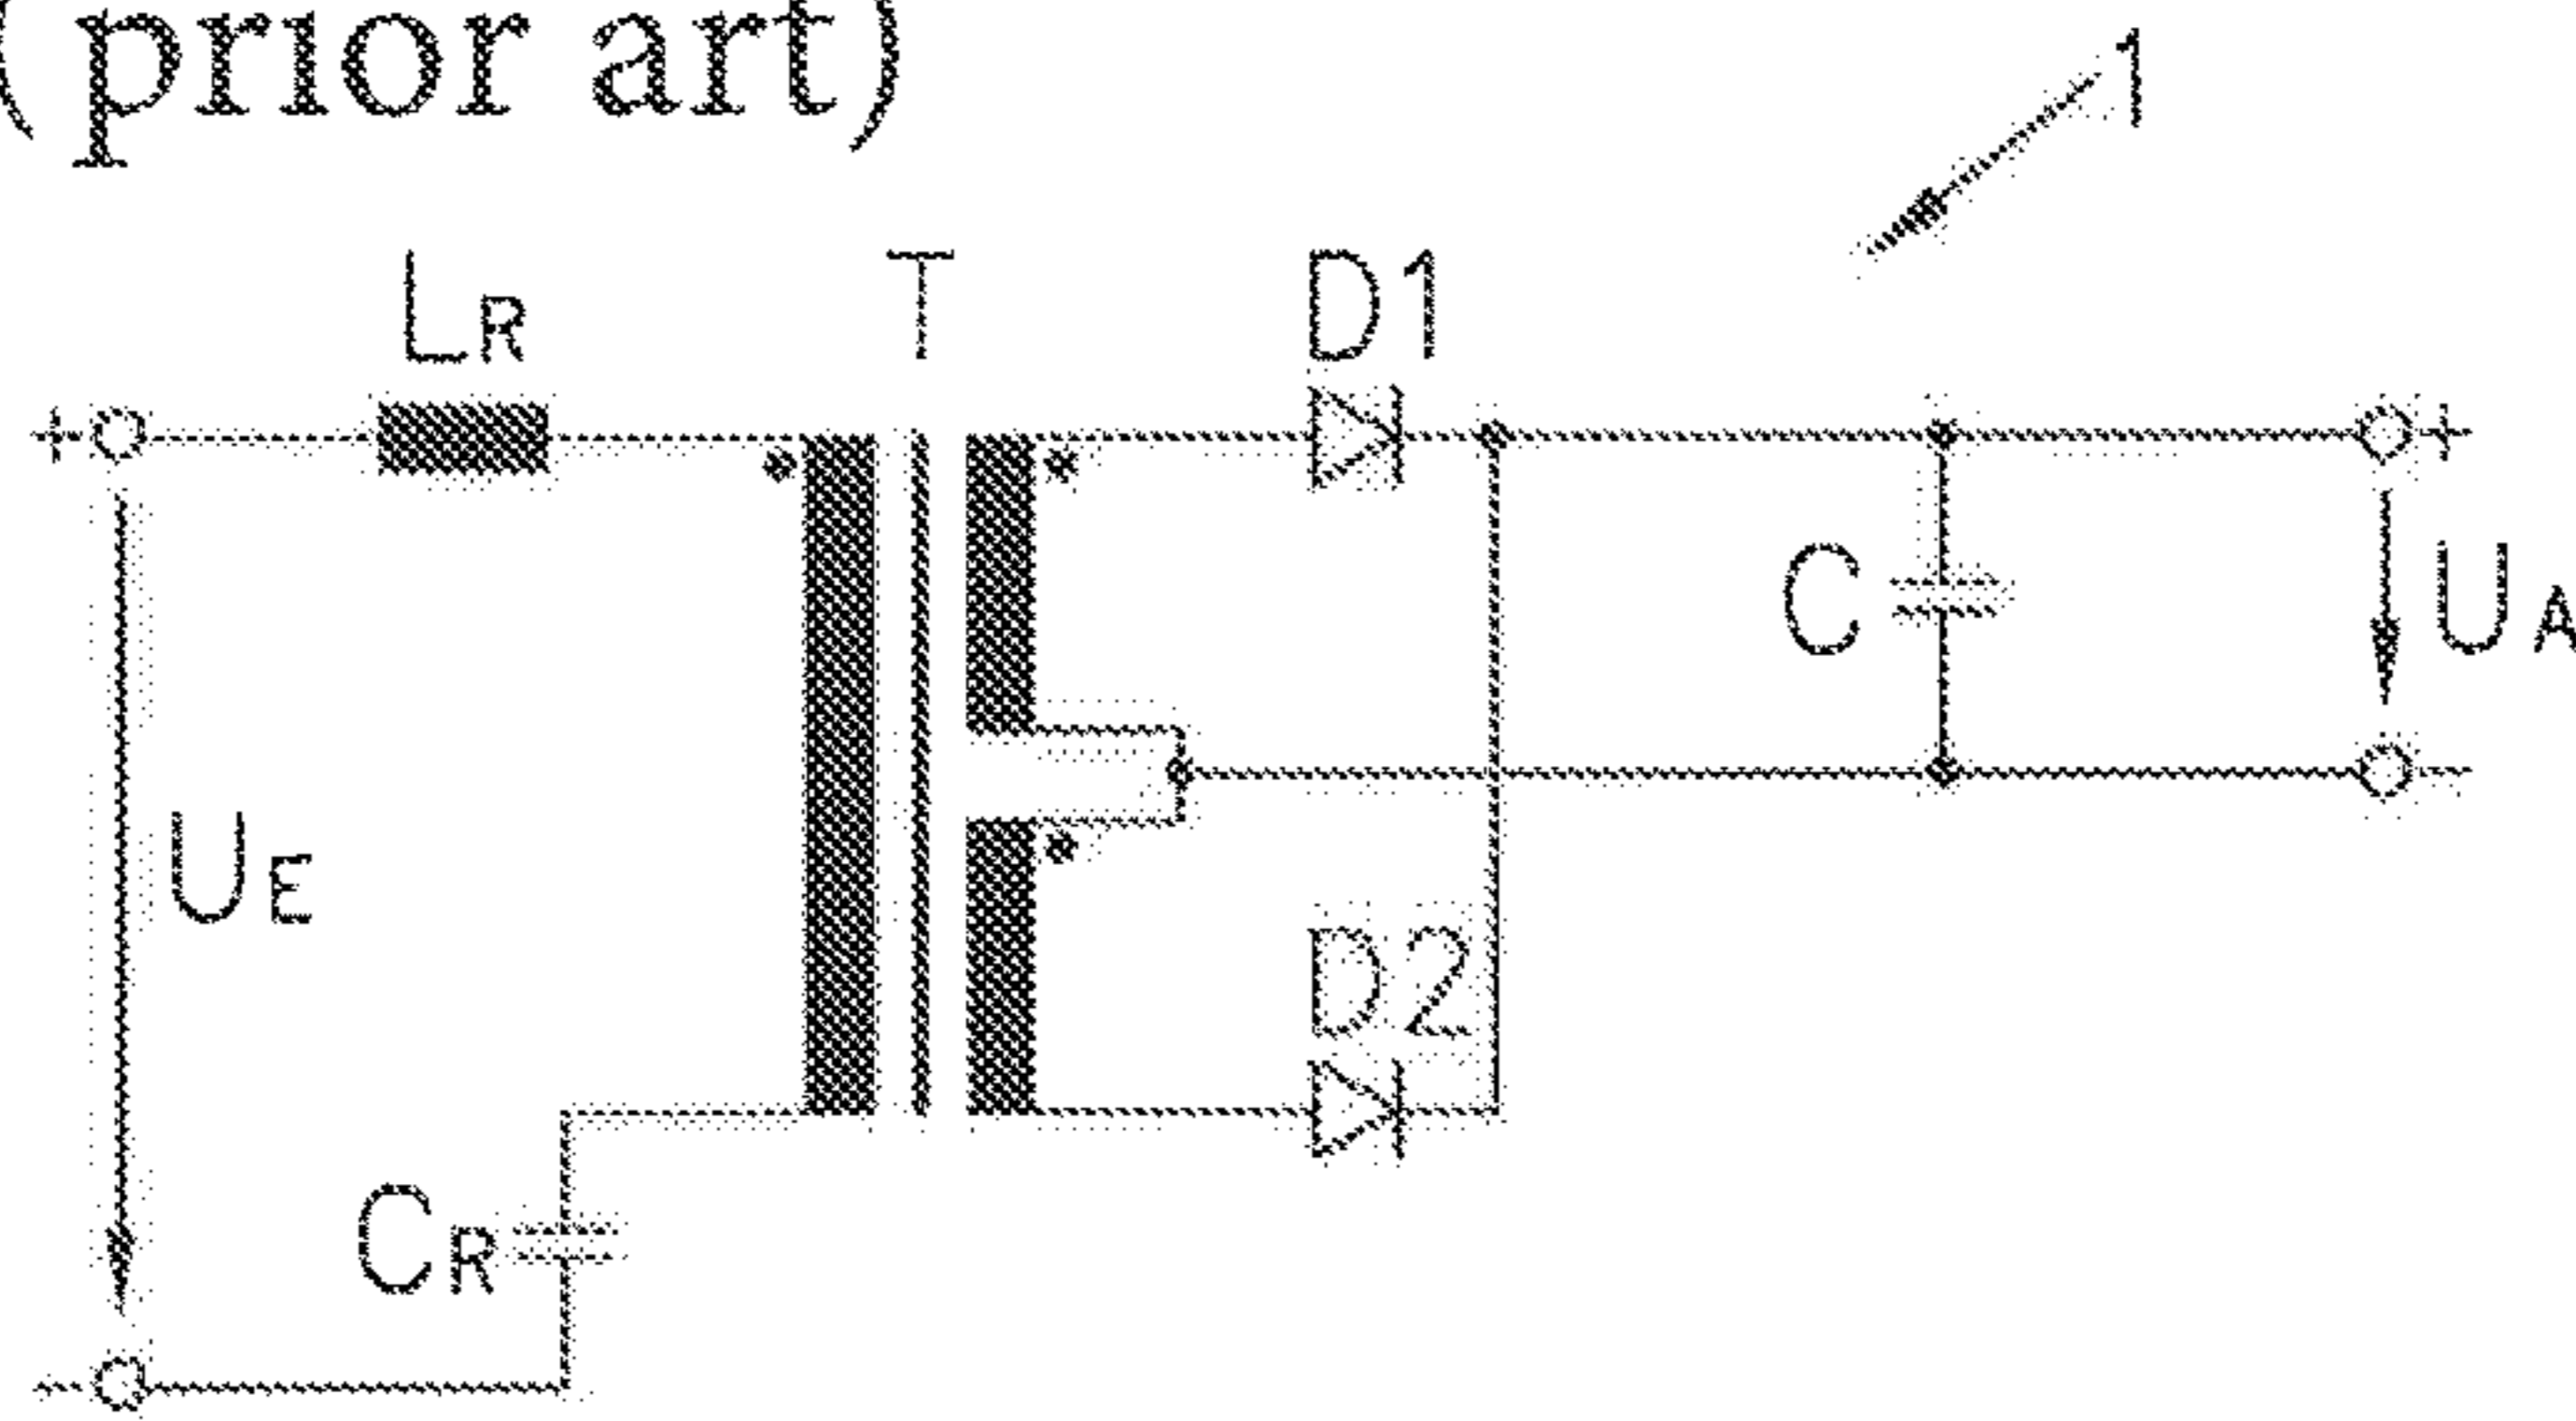 (prior art)
1
LR T D1
+ +
C UA
UE
- 
D2
CR
-